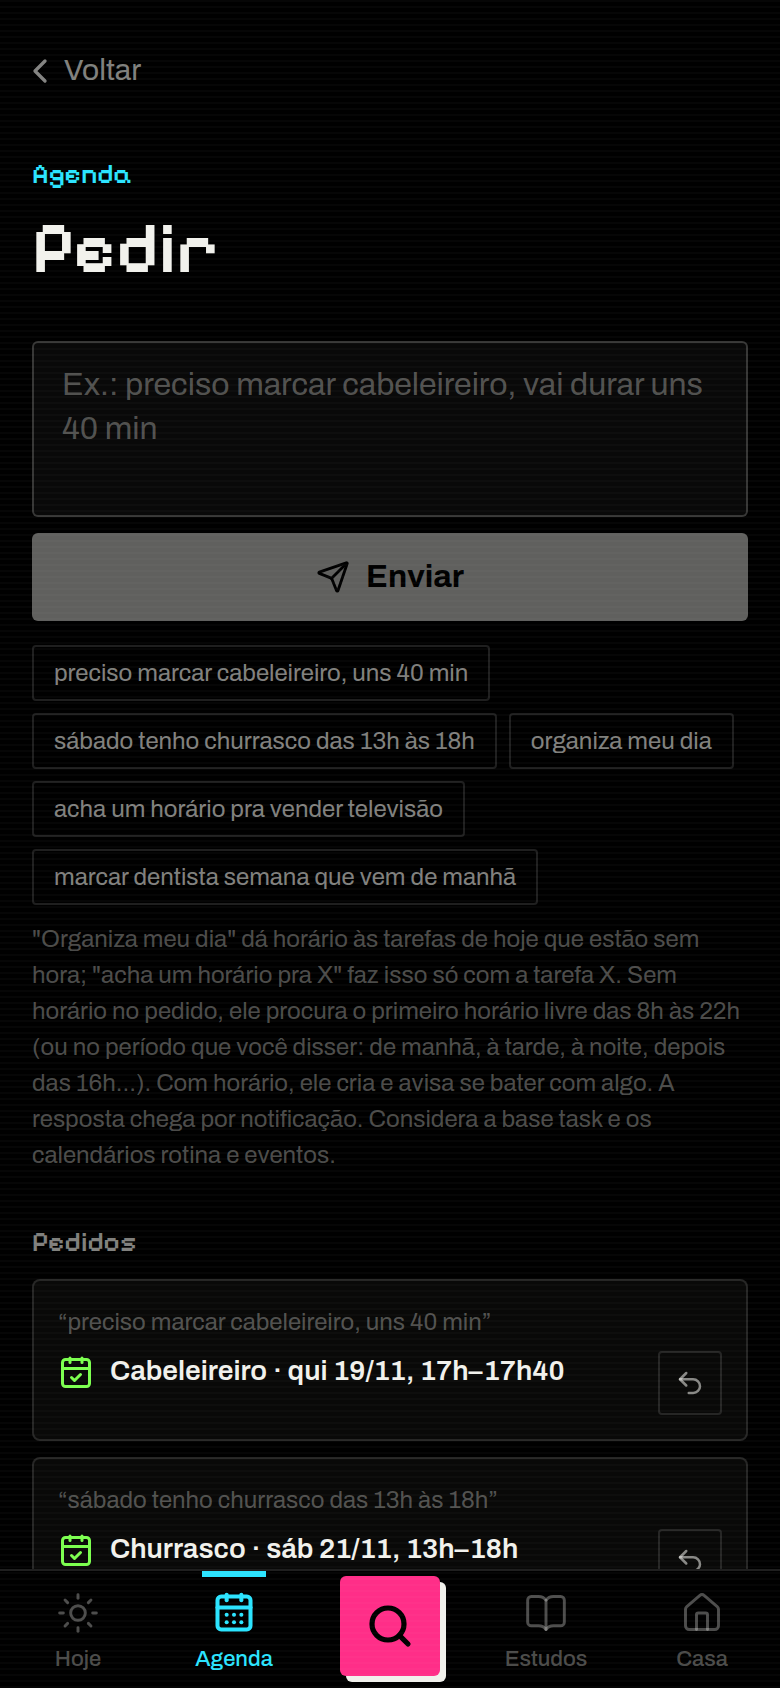 Voltar
Agenda
Pedir
Ex.: preciso marcar cabeleireiro, vai durar uns
40 min
Enviar
preciso marcar cabeleireiro, uns 40 min
sábado tenho churrasco das 13h às 18h
organiza meu dia
acha um horário pra vender televisão
marcar dentista semana que vem de manhã
"Organiza meu dia" dá horário às tarefas de hoje que estão sem
hora; "acha um horário pra X" faz isso só com a tarefa X. Sem
horário no pedido, ele procura o primeiro horário livre das 8h às 22h
(ou no período que você disser: de manhã, à tarde, à noite, depois
das 16h...). Com horário, ele cria e avisa se bater com algo. A
resposta chega por notificação. Considera a base task e os
calendários rotina e eventos.
Pedidos
“preciso marcar cabeleireiro, uns 40 min”
Cabeleireiro · qui 19/11, 17h–17h40
“sábado tenho churrasco das 13h às 18h”
Churrasco · sáb 21/11, 13h–18h
Hoje
Agenda
Estudos
Casa